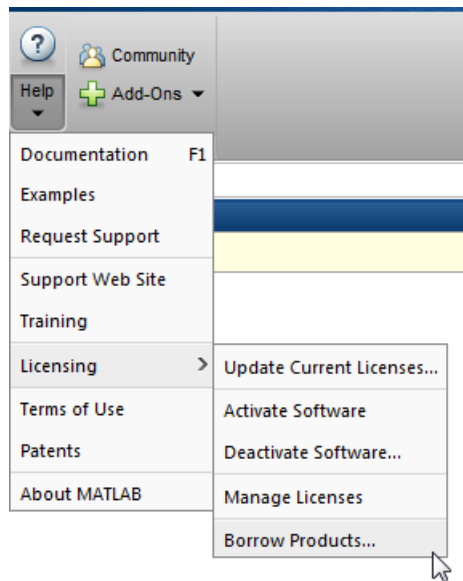 ?
Community
Help
Add-Ons
Documentation F1
Examples
Request Support
Support Web Site
Training
Licensing >
Update Current Licenses...
Terms of Use
Activate Software
Patents
Deactivate Software...
About MATLAB
Manage Licenses
Borrow Products...